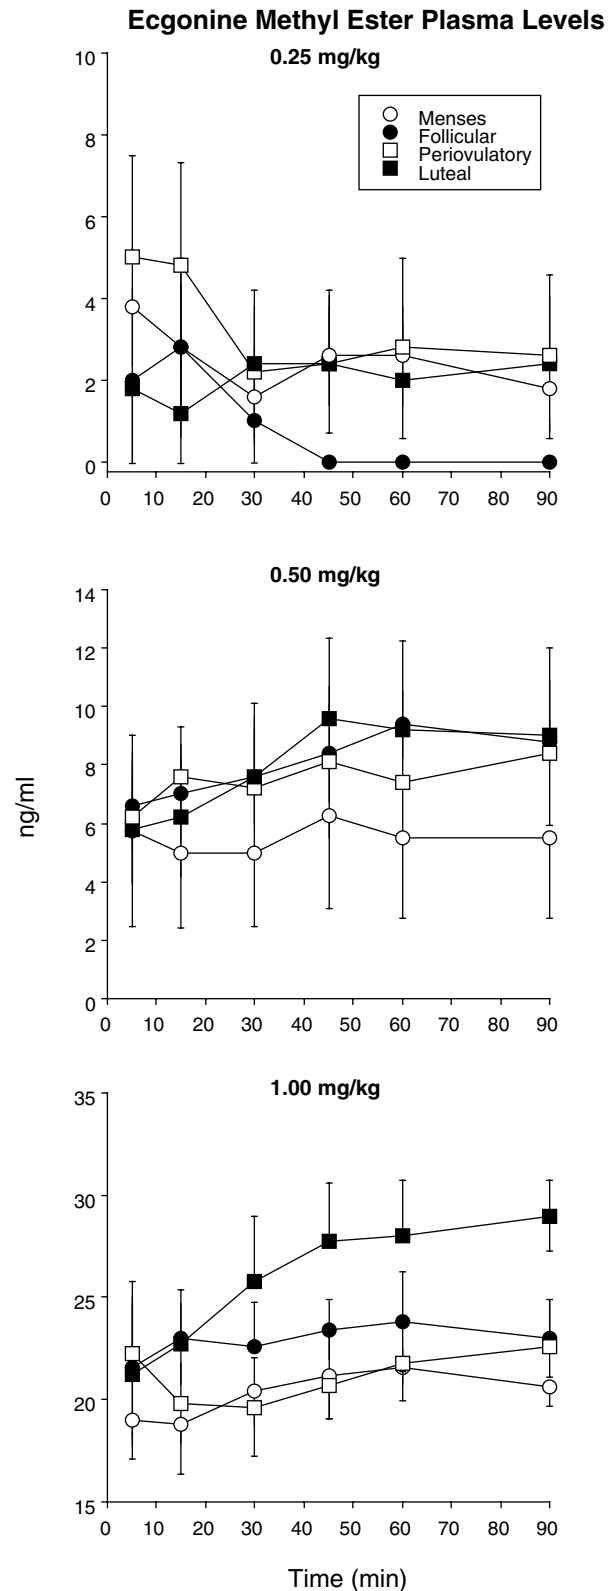 Ecgonine Methyl Ester Plasma Levels
0.25 mg/kg
10
8
6
4
2
0
Menses
Follicular
Periovulatory
Luteal
0 10 20 30 40 50 60 70 80 90
0.50 mg/kg
14
12
10
8
6
4
2
0
ng/ml
0 10 20 30 40 50 60 70 80 90
1.00 mg/kg
35
30
25
20
15
0 10 20 30 40 50 60 70 80 90
Time (min)